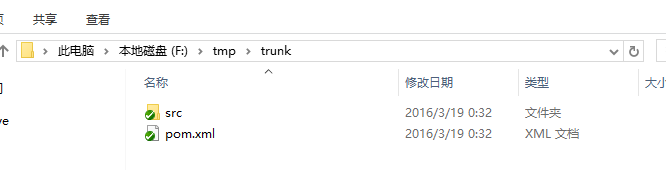 共享 查看
此电脑 本地磁盘 (F:) tmp trunk
名称 修改日期 类型 大小
src 2016/3/19 0:32 文件夹
pom.xml 2016/3/19 0:32 XML 文档